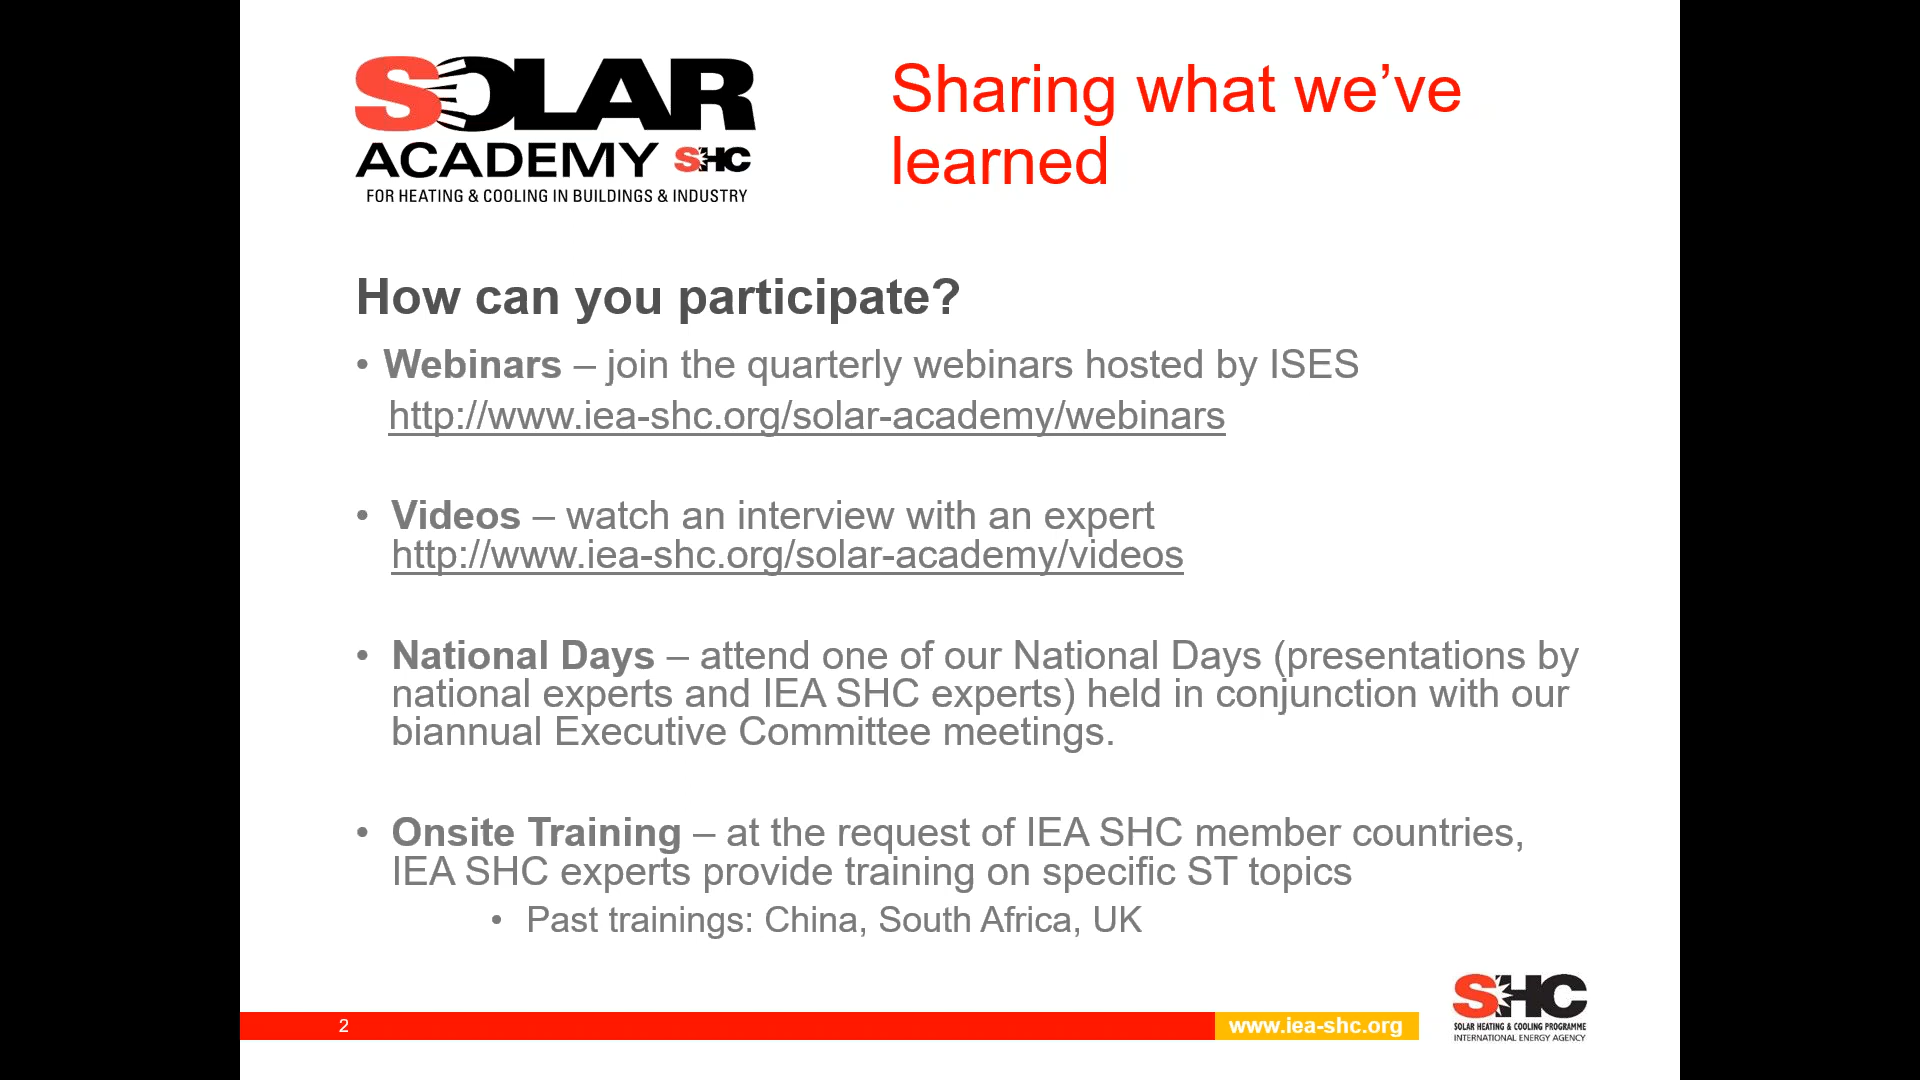 SOLAR
ACADEMY SHC
FOR HEATING & COOLING IN BUILDINGS & INDUSTRY
Sharing what we’ve
learned
How can you participate?
• Webinars – join the quarterly webinars hosted by ISES
http://www.iea-shc.org/solar-academy/webinars
• Videos – watch an interview with an expert
http://www.iea-shc.org/solar-academy/videos
• National Days – attend one of our National Days (presentations by
national experts and IEA SHC experts) held in conjunction with our
biannual Executive Committee meetings.
• Onsite Training – at the request of IEA SHC member countries,
IEA SHC experts provide training on specific ST topics
• Past trainings: China, South Africa, UK
2
www.iea-shc.org
SHC
SOLAR HEATING & COOLING PROGRAMME
INTERNATIONAL ENERGY AGENCY